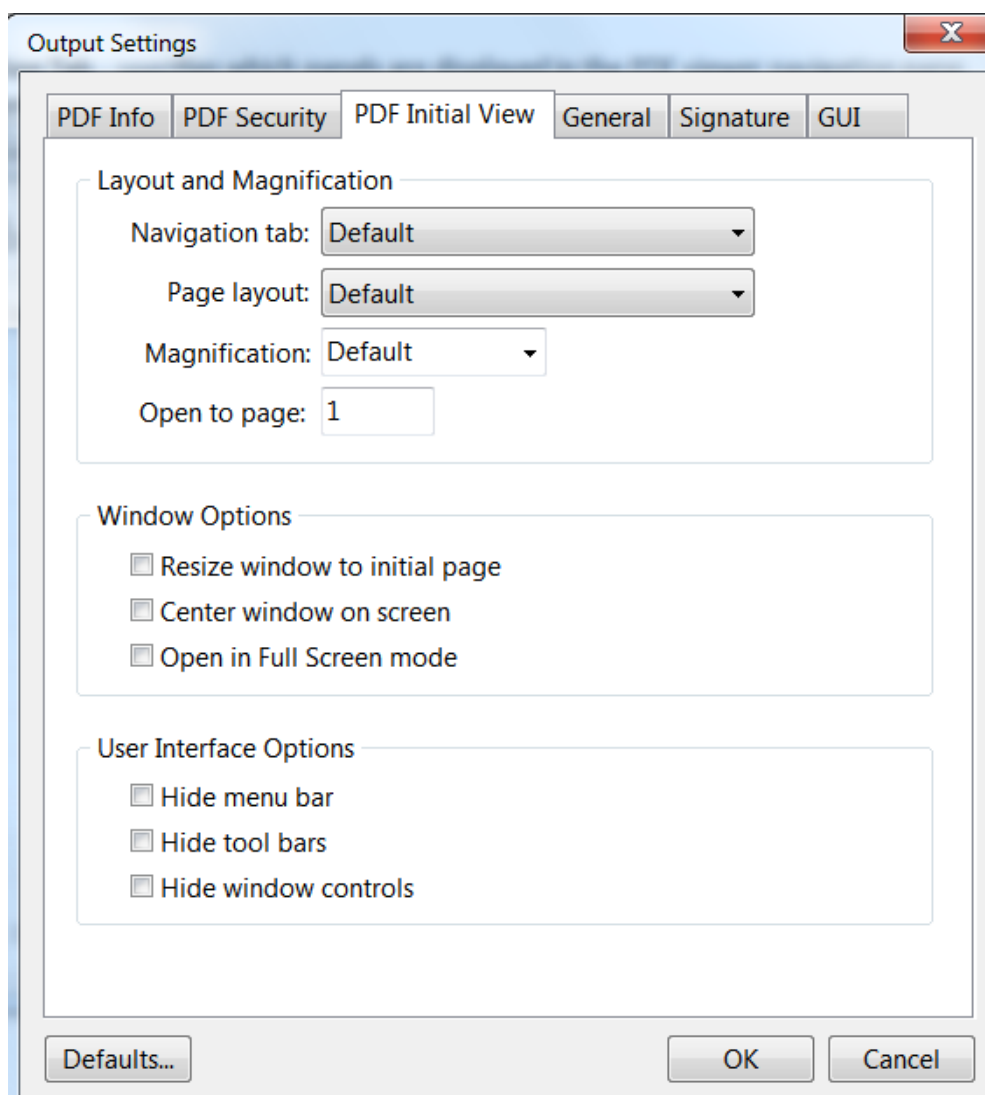 Output Settings
PDF Info PDF Security PDF Initial View General Signature GUI
Layout and Magnification
Navigation tab: Default
Page layout: Default
Magnification: Default
Open to page: 1
Window Options
Resize window to initial page
Center window on screen
Open in Full Screen mode
User Interface Options
Hide menu bar
Hide tool bars
Hide window controls
Defaults... OK Cancel